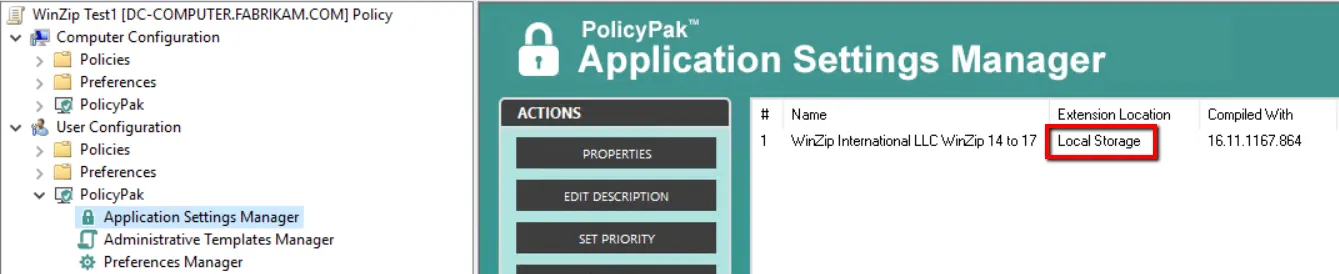 WinZip Test1 [DC-COMPUTER.FABRIKAM.COM] Policy
Computer Configuration
Policies
Preferences
PolicyPak
User Configuration
Policies
Preferences
PolicyPak
Application Settings Manager
Administrative Templates Manager
Preferences Manager
PolicyPak™
Application Settings Manager
ACTIONS
PROPERTIES
EDIT DESCRIPTION
SET PRIORITY
# Name Extension Location Compiled With
1 WinZip International LLC WinZip 14 to 17 Local Storage 16.11.1167.864